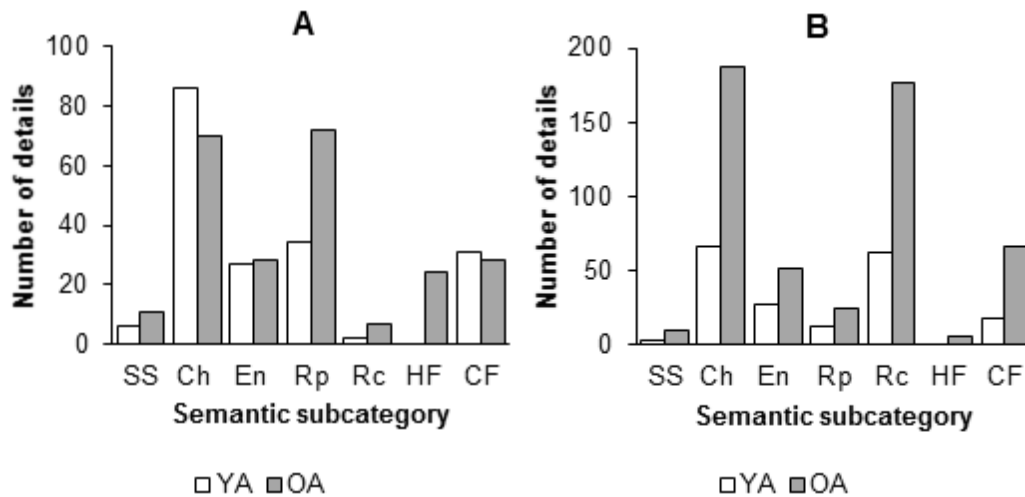 A
100
80
60
40
20
0
Number of details
SS Ch En Rp Rc HF CF
Semantic subcategory
YA OA
B
200
150
100
50
0
Number of details
SS Ch En Rp Rc HF CF
Semantic subcategory
YA OA